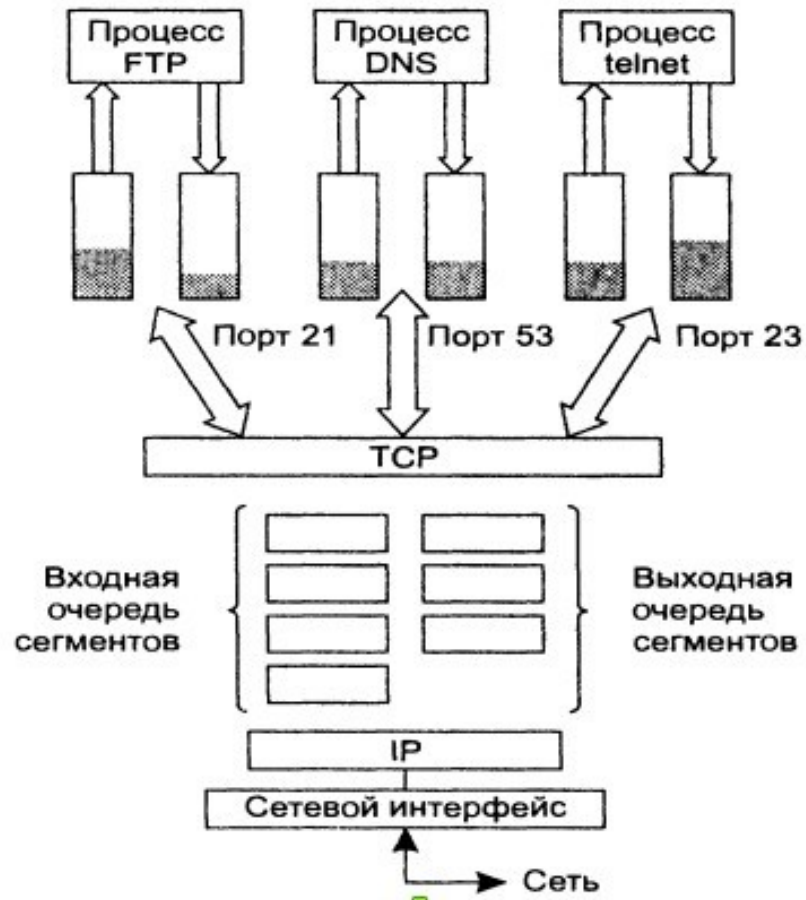 Процесс
FTP
Процесс
DNS
Процесс
telnet
Порт 21
Порт 53
Порт 23
TCP
Входная
очередь
сегментов
Выходная
очередь
сегментов
IP
Сетевой интерфейс
Сеть